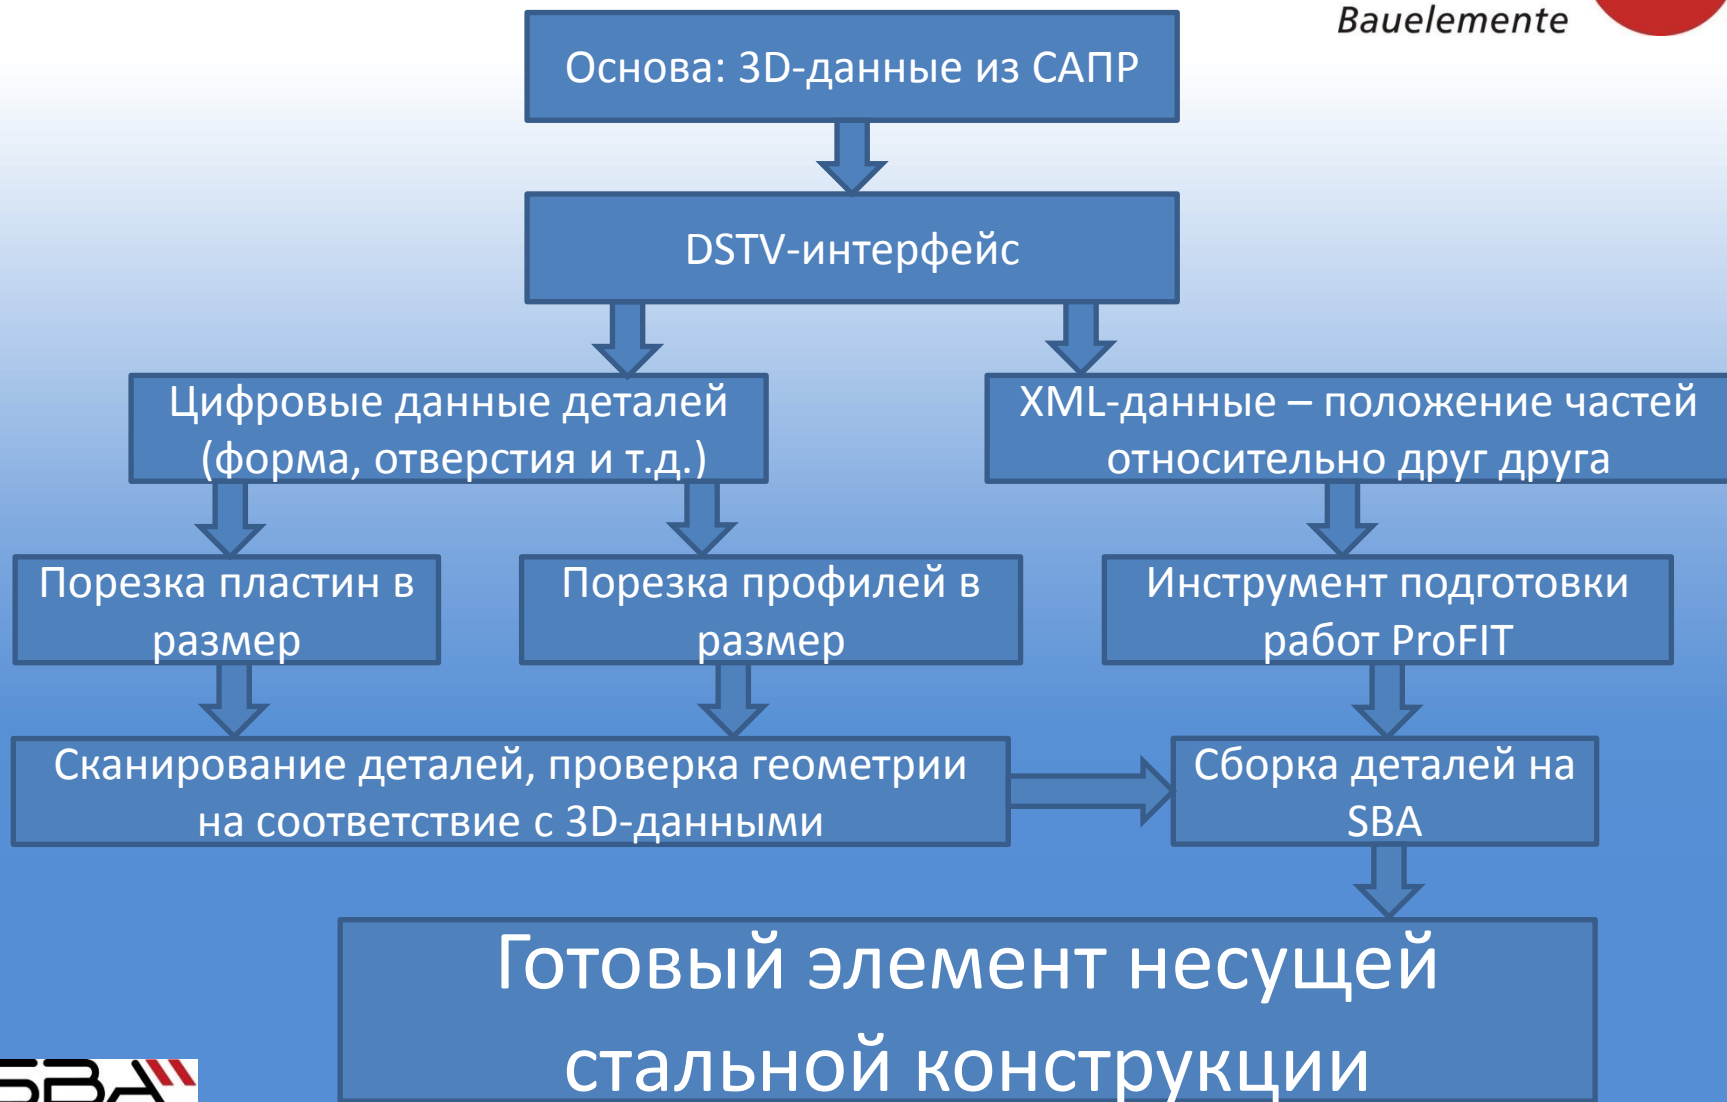 Bauelemente
Основа: 3D-данные из САПР
DSTV-интерфейс
Цифровые данные деталей
(форма, отверстия и т.д.)
XML-данные – положение частей
относительно друг друга
Порезка пластин в
размер
Порезка профилей в
размер
Инструмент подготовки
работ ProFIT
Сканирование деталей, проверка геометрии
на соответствие с 3D-данными
Сборка деталей на
SBA
Готовый элемент несущей
стальной конструкции
SBA